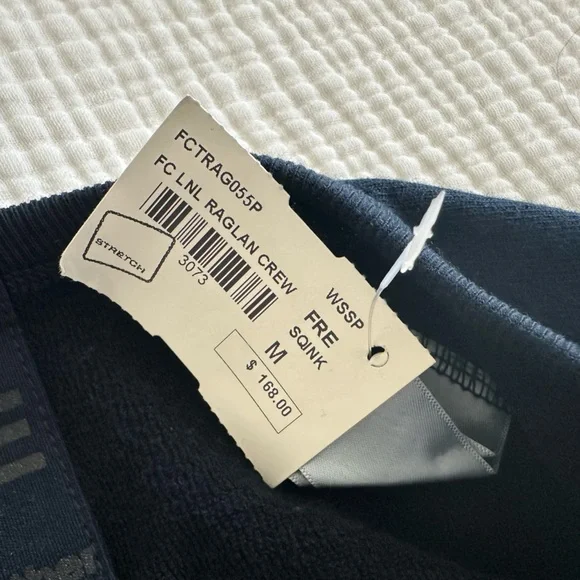 FCTRAG055P
FC LNL RAGLAN CREW
STRETCH
3073
WSSP
FRE
SQINK
M
$ 168.00